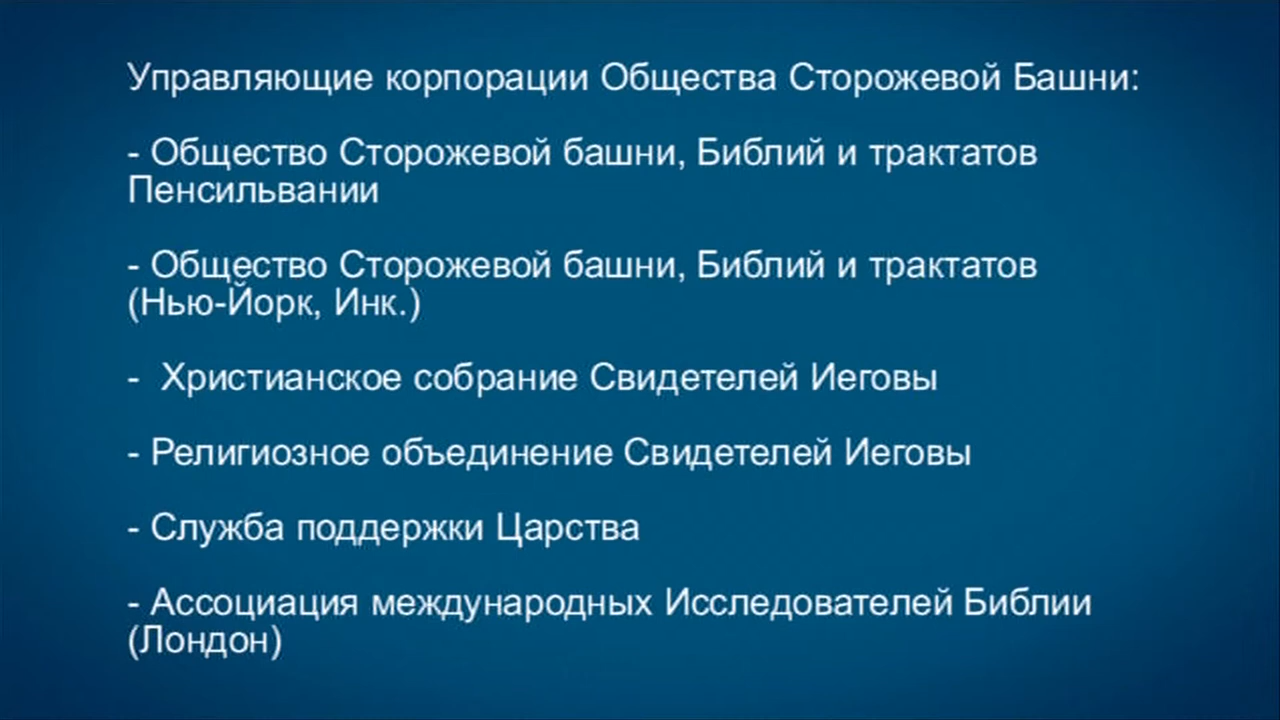 Управляющие корпорации Общества Сторожевой Башни:
- Общество Сторожевой башни, Библий и трактатов
Пенсильвании
- Общество Сторожевой башни, Библий и трактатов
(Нью-Йорк, Инк.)
- Христианское собрание Свидетелей Иеговы
- Религиозное объединение Свидетелей Иеговы
- Служба поддержки Царства
- Ассоциация международных Исследователей Библии
(Лондон)